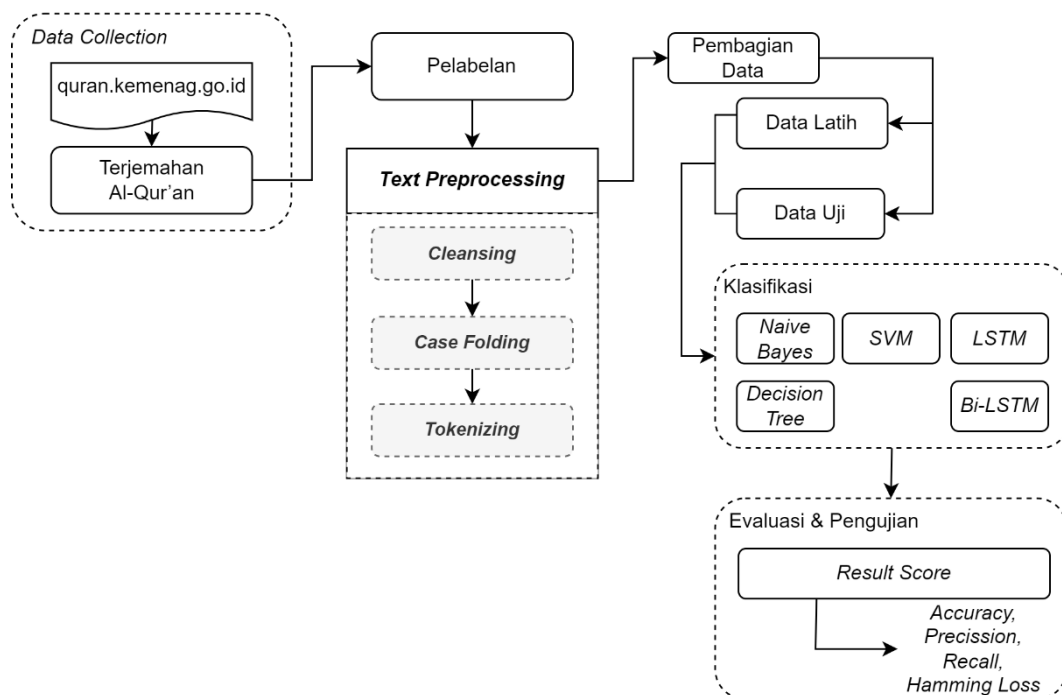 Data Collection
quran.kemenag.go.id
Terjemahan
Al-Qur'an
Pelabelan
Text Preprocessing
Cleansing
Case Folding
Tokenizing
Pembagian
Data
Data Latih
Data Uji
Klasifikasi
Naive
Bayes
SVM
LSTM
Decision
Tree
Bi-LSTM
Evaluasi & Pengujian
Result Score
Accuracy,
Precission,
Recall,
Hamming Loss